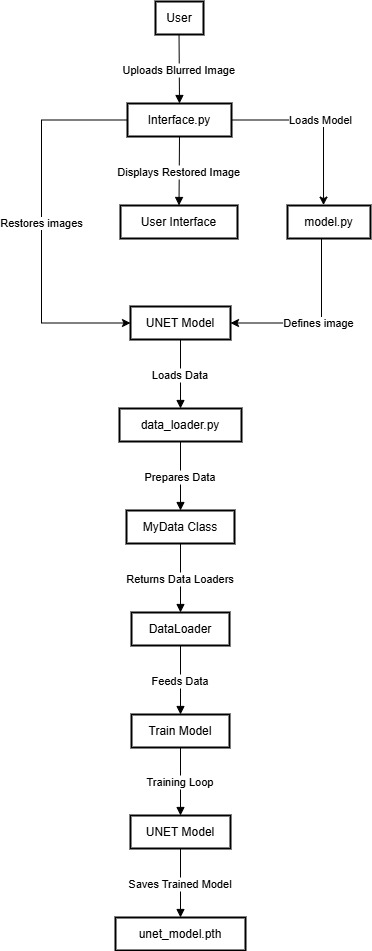 User
Uploads Blurred Image
Interface.py
Loads Model
Displays Restored Image
Restores images
User Interface
model.py
UNET Model
Defines image
Loads Data
data_loader.py
Prepares Data
MyData Class
Returns Data Loaders
DataLoader
Feeds Data
Train Model
Training Loop
UNET Model
Saves Trained Model
unet_model.pth